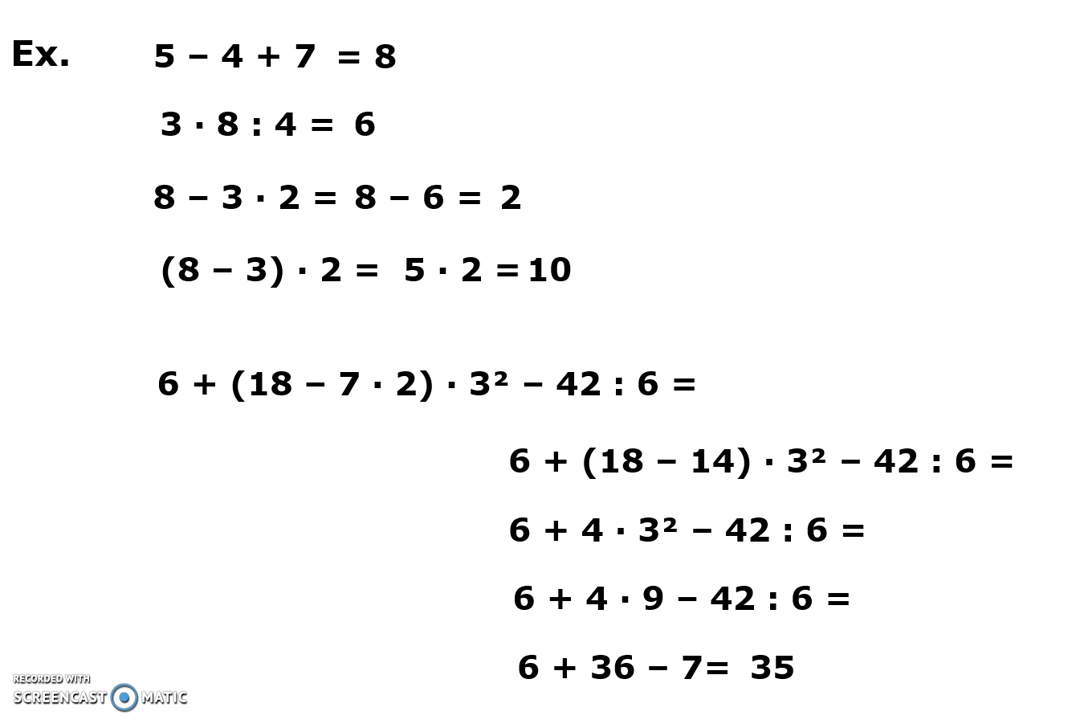 Ex. 5 – 4 + 7 = 8
3 · 8 : 4 = 6
8 – 3 · 2 = 8 – 6 = 2
(8 – 3) · 2 = 5 · 2 = 10
6 + (18 – 7 · 2) · 3² – 42 : 6 =
6 + (18 – 14) · 3² – 42 : 6 =
6 + 4 · 3² – 42 : 6 =
6 + 4 · 9 – 42 : 6 =
6 + 36 – 7= 35
RECORDED WITH
SCREENCAST MATIC